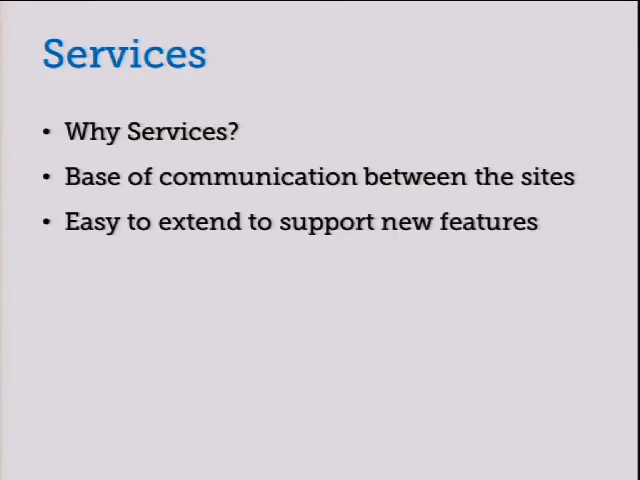 Services
• Why Services?
• Base of communication between the sites
• Easy to extend to support new features